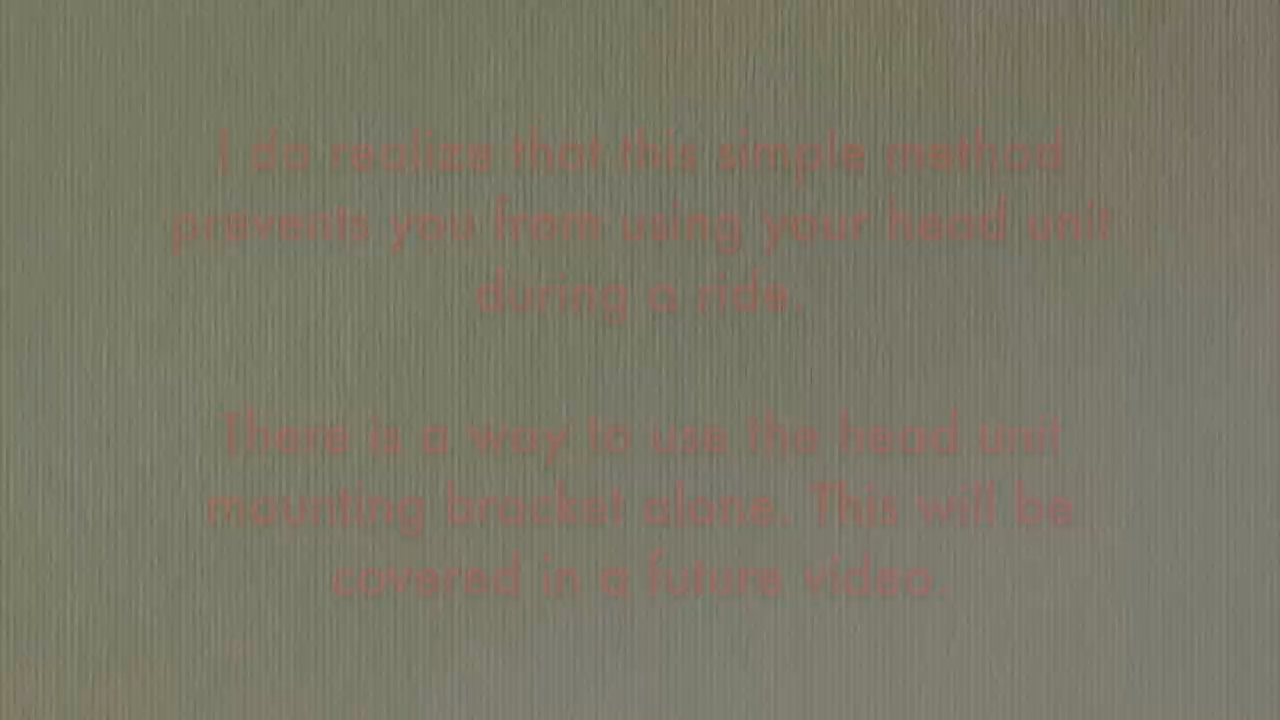 I do realize that this simple method
prevents you from using your head unit
during a ride.
There is a way to use the head unit
mounting bracket alone. This will be
covered in a future video.